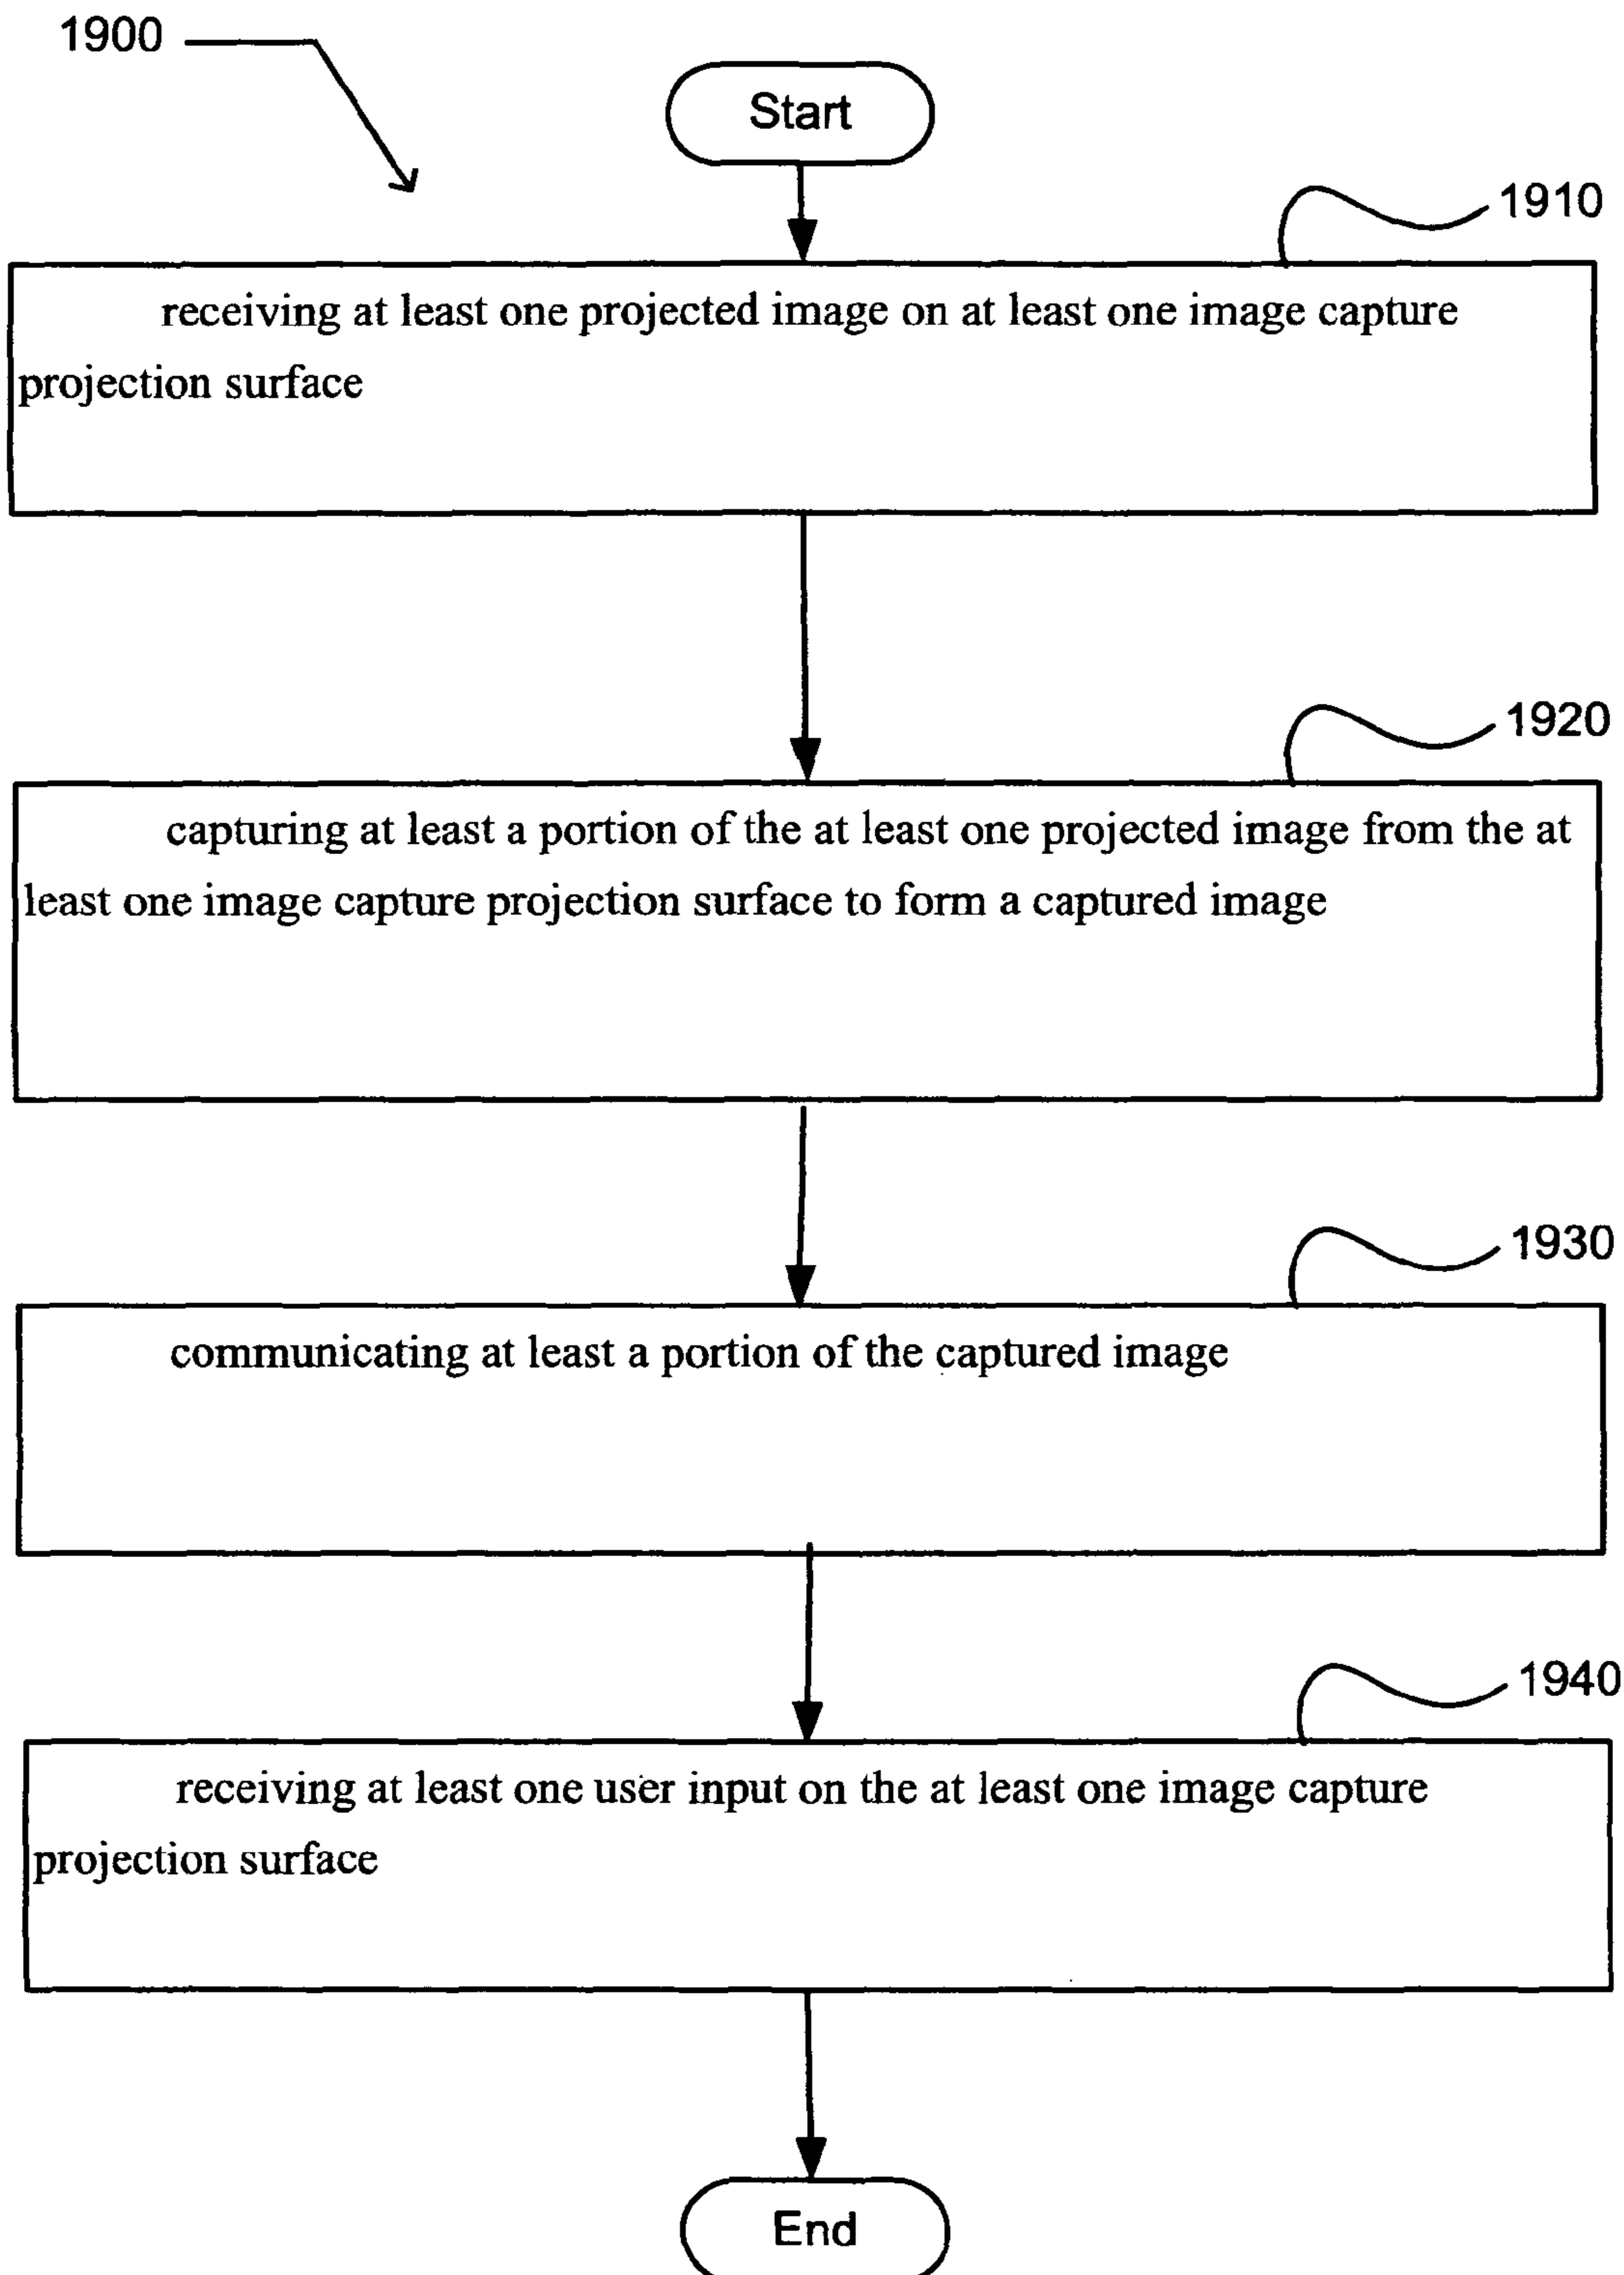 1900
Start
1910
receiving at least one projected image on at least one image capture
projection surface
1920
capturing at least a portion of the at least one projected image from the at
least one image capture projection surface to form a captured image
1930
communicating at least a portion of the captured image
1940
receiving at least one user input on the at least one image capture
projection surface
End